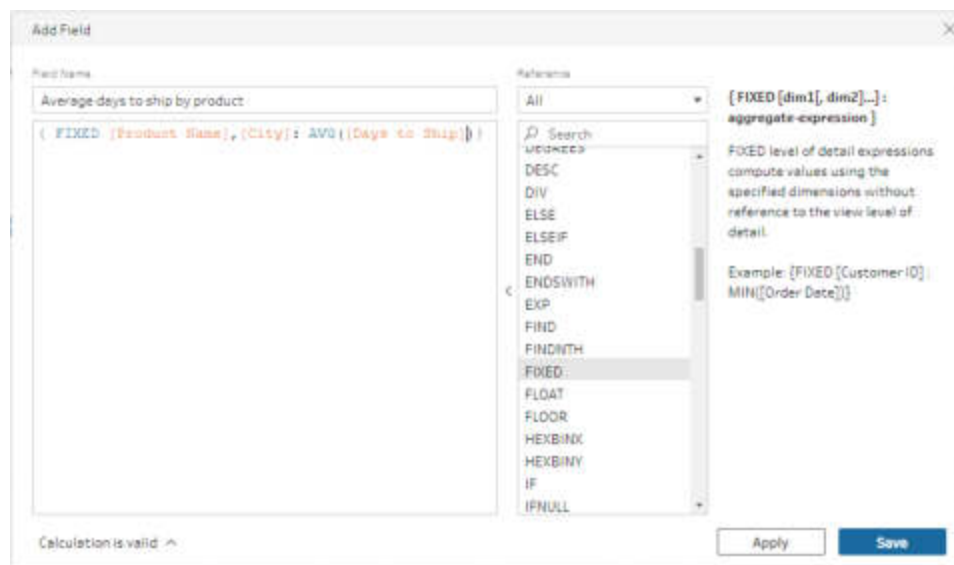 Add Field
Field Name
Average days to ship by product
{ FIXED [Product Name],[City]: AVG([Days to Ship])}
Reference
All
Search
DEGREES
DESC
DIV
ELSE
ELSEIF
END
ENDSWITH
EXP
FIND
FINDNTH
FIXED
FLOAT
FLOOR
HEXBINX
HEXBINY
IF
IFNULL
{ FIXED [dim1[, dim2]...] :
aggregate-expression }
FIXED level of detail expressions
compute values using the
specified dimensions without
reference to the view level of
detail.
Example: {FIXED [Customer ID] :
MIN([Order Date])}
Calculation is valid
Apply
Save